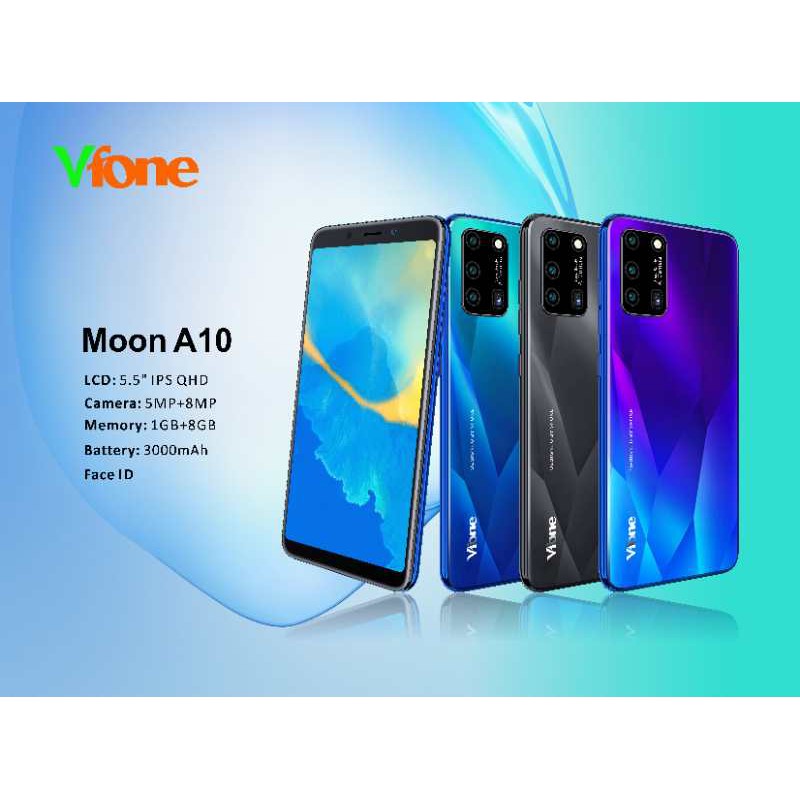 Vfone
Moon A10
LCD: 5.5" IPS QHD
Camera: 5MP+8MP
Memory: 1GB+8GB
Battery: 3000mAh
Face ID
Vfone
Vfone
Vfone